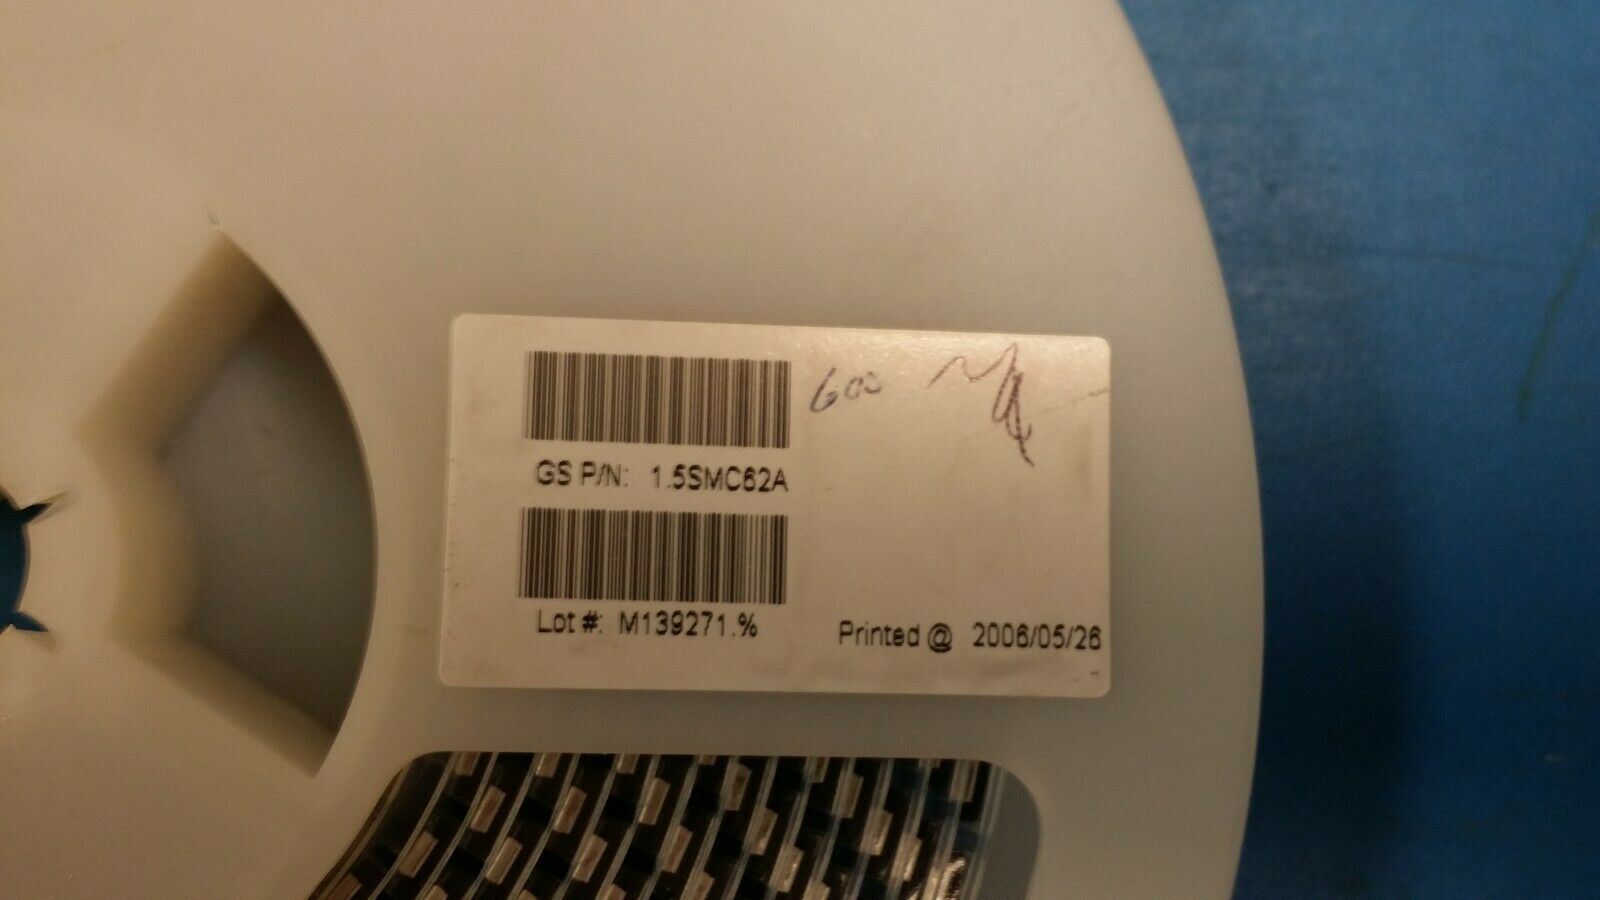 600
GS P/N: 1.5SMC62A
Lot #: M139271.%
Printed @ 2006/05/26